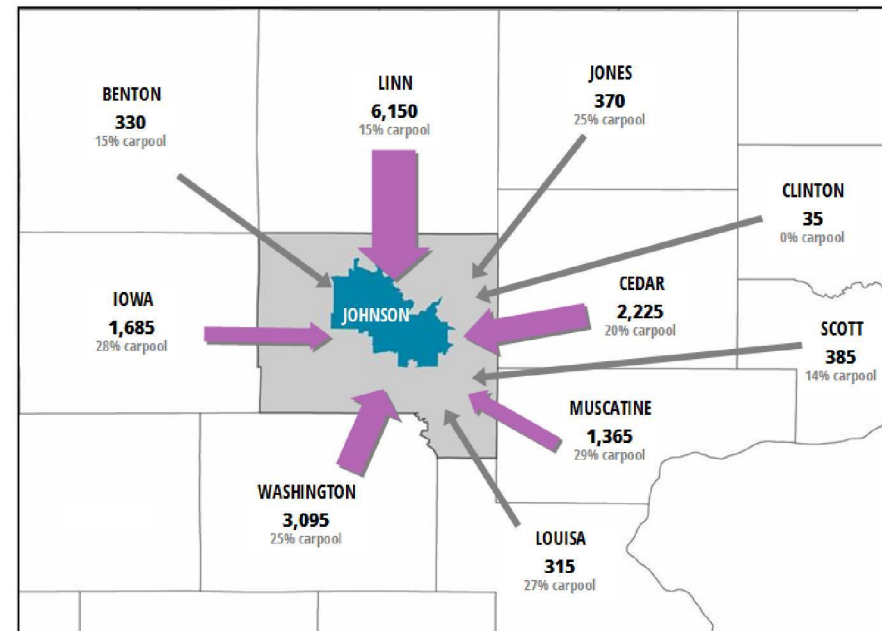 BENTON
330
15% carpool
LINN
6,150
15% carpool
JONES
370
25% carpool
CLINTON
35
0% carpool
IOWA
1,685
28% carpool
JOHNSON
CEDAR
2,225
20% carpool
SCOTT
385
14% carpool
MUSCATINE
1,365
29% carpool
WASHINGTON
3,095
25% carpool
LOUISA
315
27% carpool